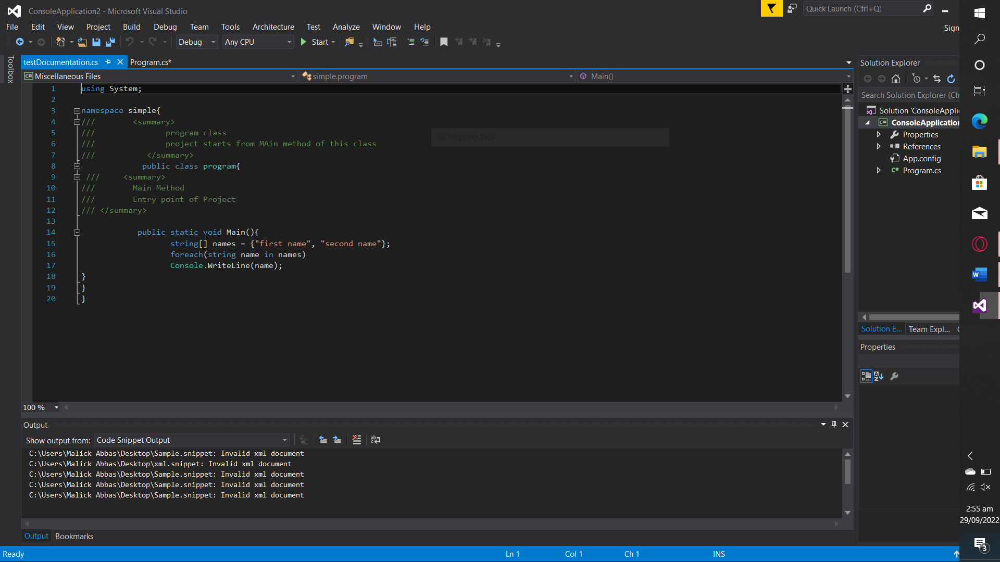 ConsoleApplication2 - Microsoft Visual Studio
Quick Launch (Ctrl+Q)
File Edit View Project Build Debug Team Tools Architecture Test Analyze Window Help
Sign
Debug Any CPU Start
Toolbox
testDocumentation.cs Program.cs*
Miscellaneous Files simple.program Main()
1 using System;
2
3 namespace simple{
4 /// <summary>
5 /// program class
6 /// project starts from MAin method of this class
7 /// </summary>
8 public class program{
9 /// <summary>
10 /// Main Method
11 /// Entry point of Project
12 /// </summary>
13
14 public static void Main(){
15 string[] names = {"first name", "second name"};
16 foreach(string name in names)
17 Console.WriteLine(name);
18 }
19 }
20 }
Snipping Tool
100 %
Output
Show output from: Code Snippet Output
C:\Users\Malick Abbas\Desktop\Sample.snippet: Invalid xml document
C:\Users\Malick Abbas\Desktop\xml.snippet: Invalid xml document
C:\Users\Malick Abbas\Desktop\Sample.snippet: Invalid xml document
C:\Users\Malick Abbas\Desktop\Sample.snippet: Invalid xml document
C:\Users\Malick Abbas\Desktop\Sample.snippet: Invalid xml document
Output Bookmarks
Ready Ln 1 Col 1 Ch 1 INS
Solution Explorer
Search Solution Explorer (Ctr
Solution 'ConsoleAppli
ConsoleApplication
Properties
References
App.config
Program.cs
Solution E... Team Expl...
Properties
2:55 am
29/09/2022
3